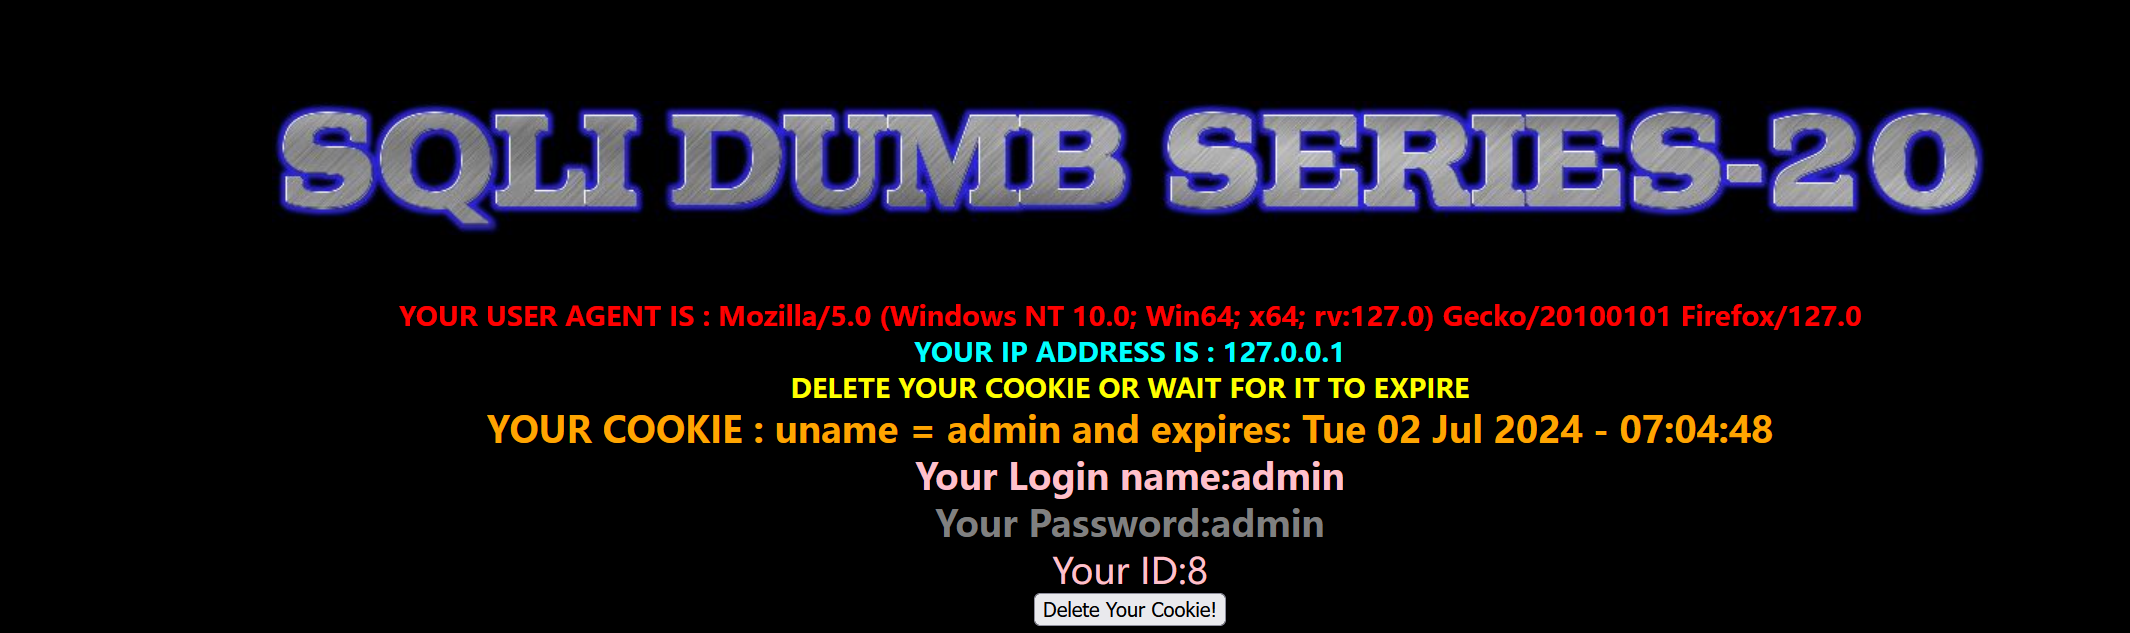 SQLI DUMB SERIES-20
YOUR USER AGENT IS : Mozilla/5.0 (Windows NT 10.0; Win64; x64; rv:127.0) Gecko/20100101 Firefox/127.0
YOUR IP ADDRESS IS : 127.0.0.1
DELETE YOUR COOKIE OR WAIT FOR IT TO EXPIRE
YOUR COOKIE : uname = admin and expires: Tue 02 Jul 2024 - 07:04:48
Your Login name:admin
Your Password:admin
Your ID:8
Delete Your Cookie!